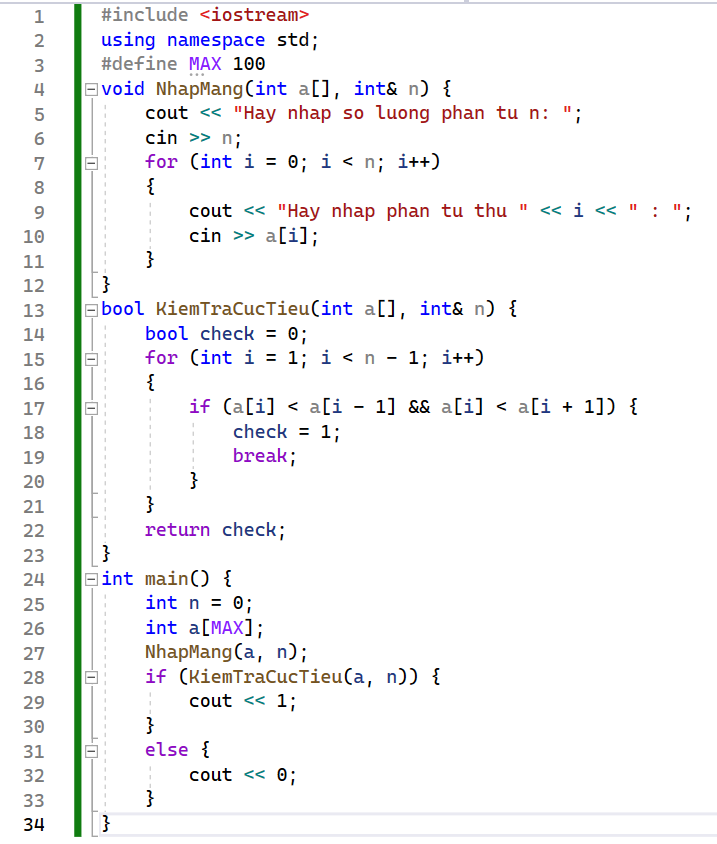 1 #include <iostream>
2 using namespace std;
3 #define MAX 100
4 void NhapMang(int a[], int& n) {
5     cout << "Hay nhap so luong phan tu n: ";
6     cin >> n;
7     for (int i = 0; i < n; i++)
8     {
9         cout << "Hay nhap phan tu thu " << i << " : ";
10         cin >> a[i];
11     }
12 }
13 bool KiemTraCucTieu(int a[], int& n) {
14     bool check = 0;
15     for (int i = 1; i < n - 1; i++)
16     {
17         if (a[i] < a[i - 1] && a[i] < a[i + 1]) {
18             check = 1;
19             break;
20         }
21     }
22     return check;
23 }
24 int main() {
25     int n = 0;
26     int a[MAX];
27     NhapMang(a, n);
28     if (KiemTraCucTieu(a, n)) {
29         cout << 1;
30     }
31     else {
32         cout << 0;
33     }
34 }